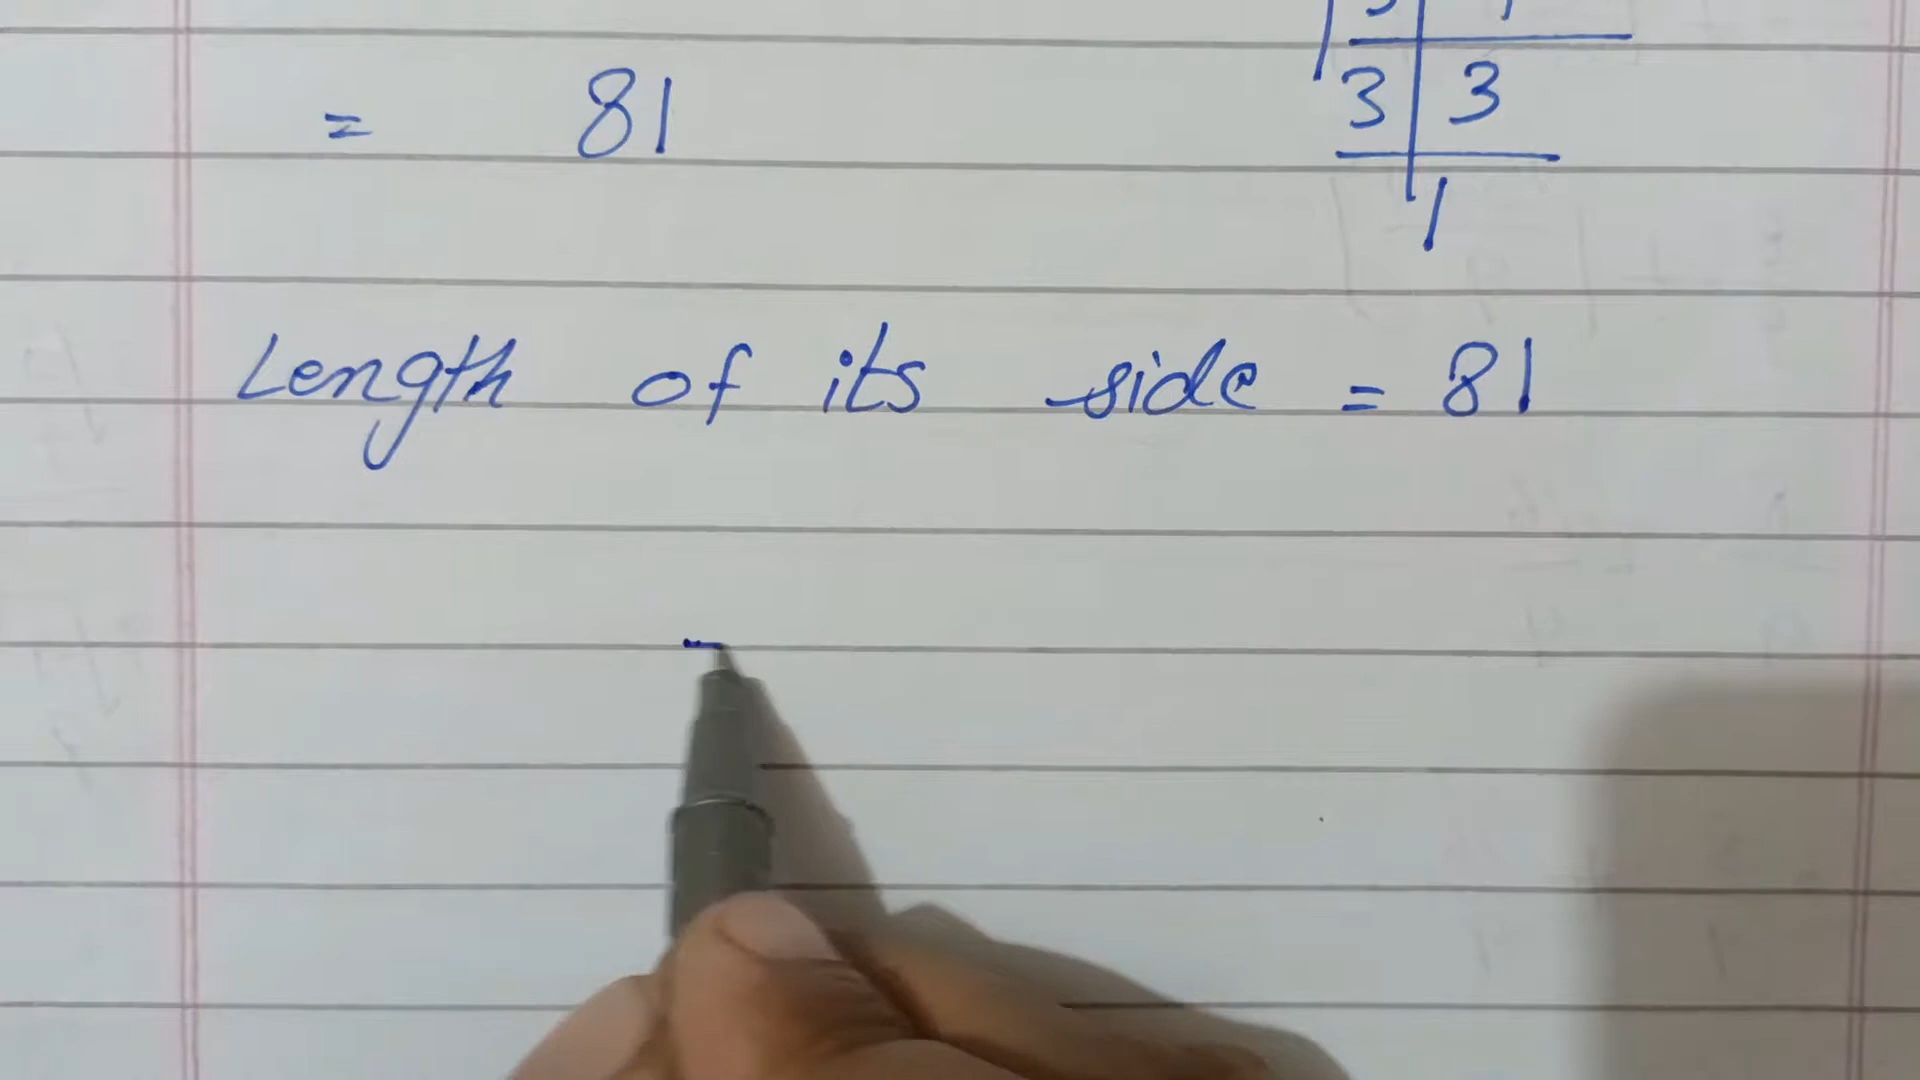 = 81
3 3
1
Length of its side = 81